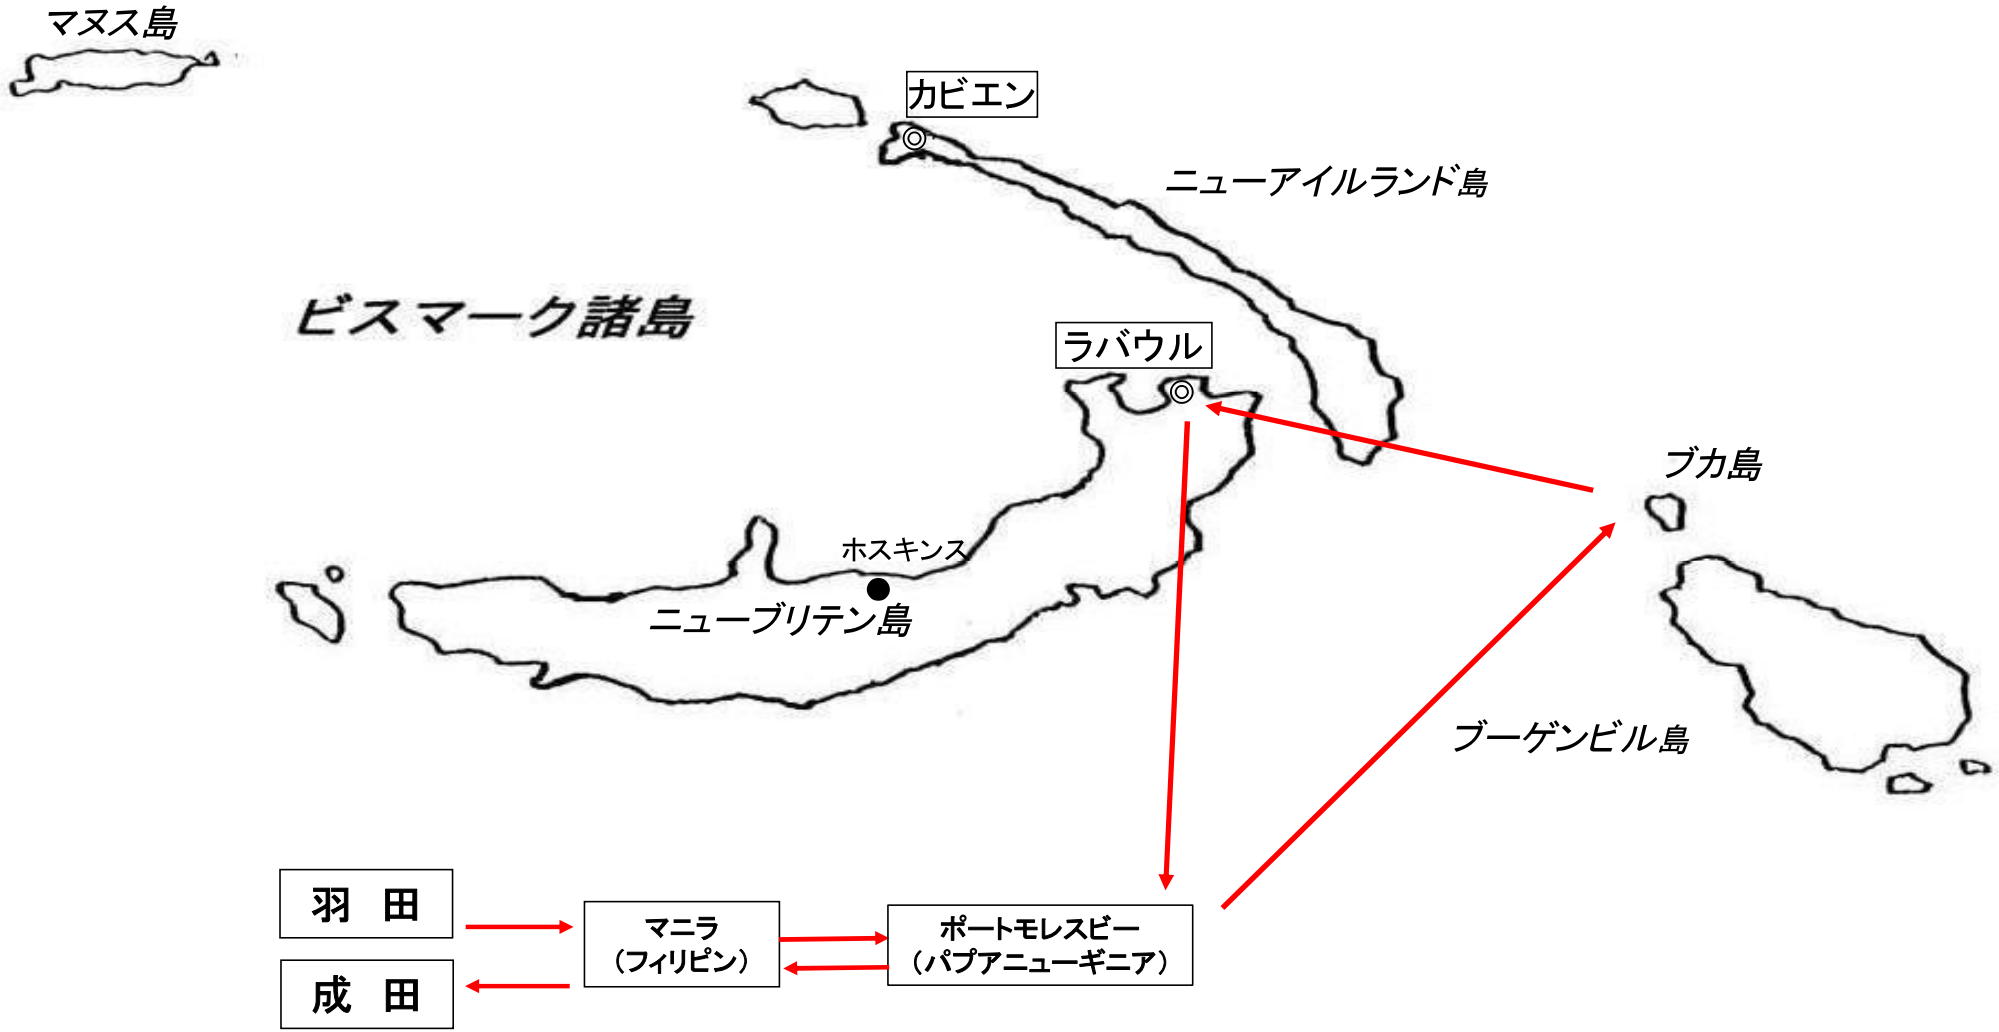 マヌス島
カビエン
ニューアイルランド島
ビスマーク諸島
ラバウル
ブカ島
ホスキンス
ニューブリテン島
ブーゲンビル島
羽　田
マニラ
（フィリピン）
ポートモレスビー
（パプアニューギニア）
成　田